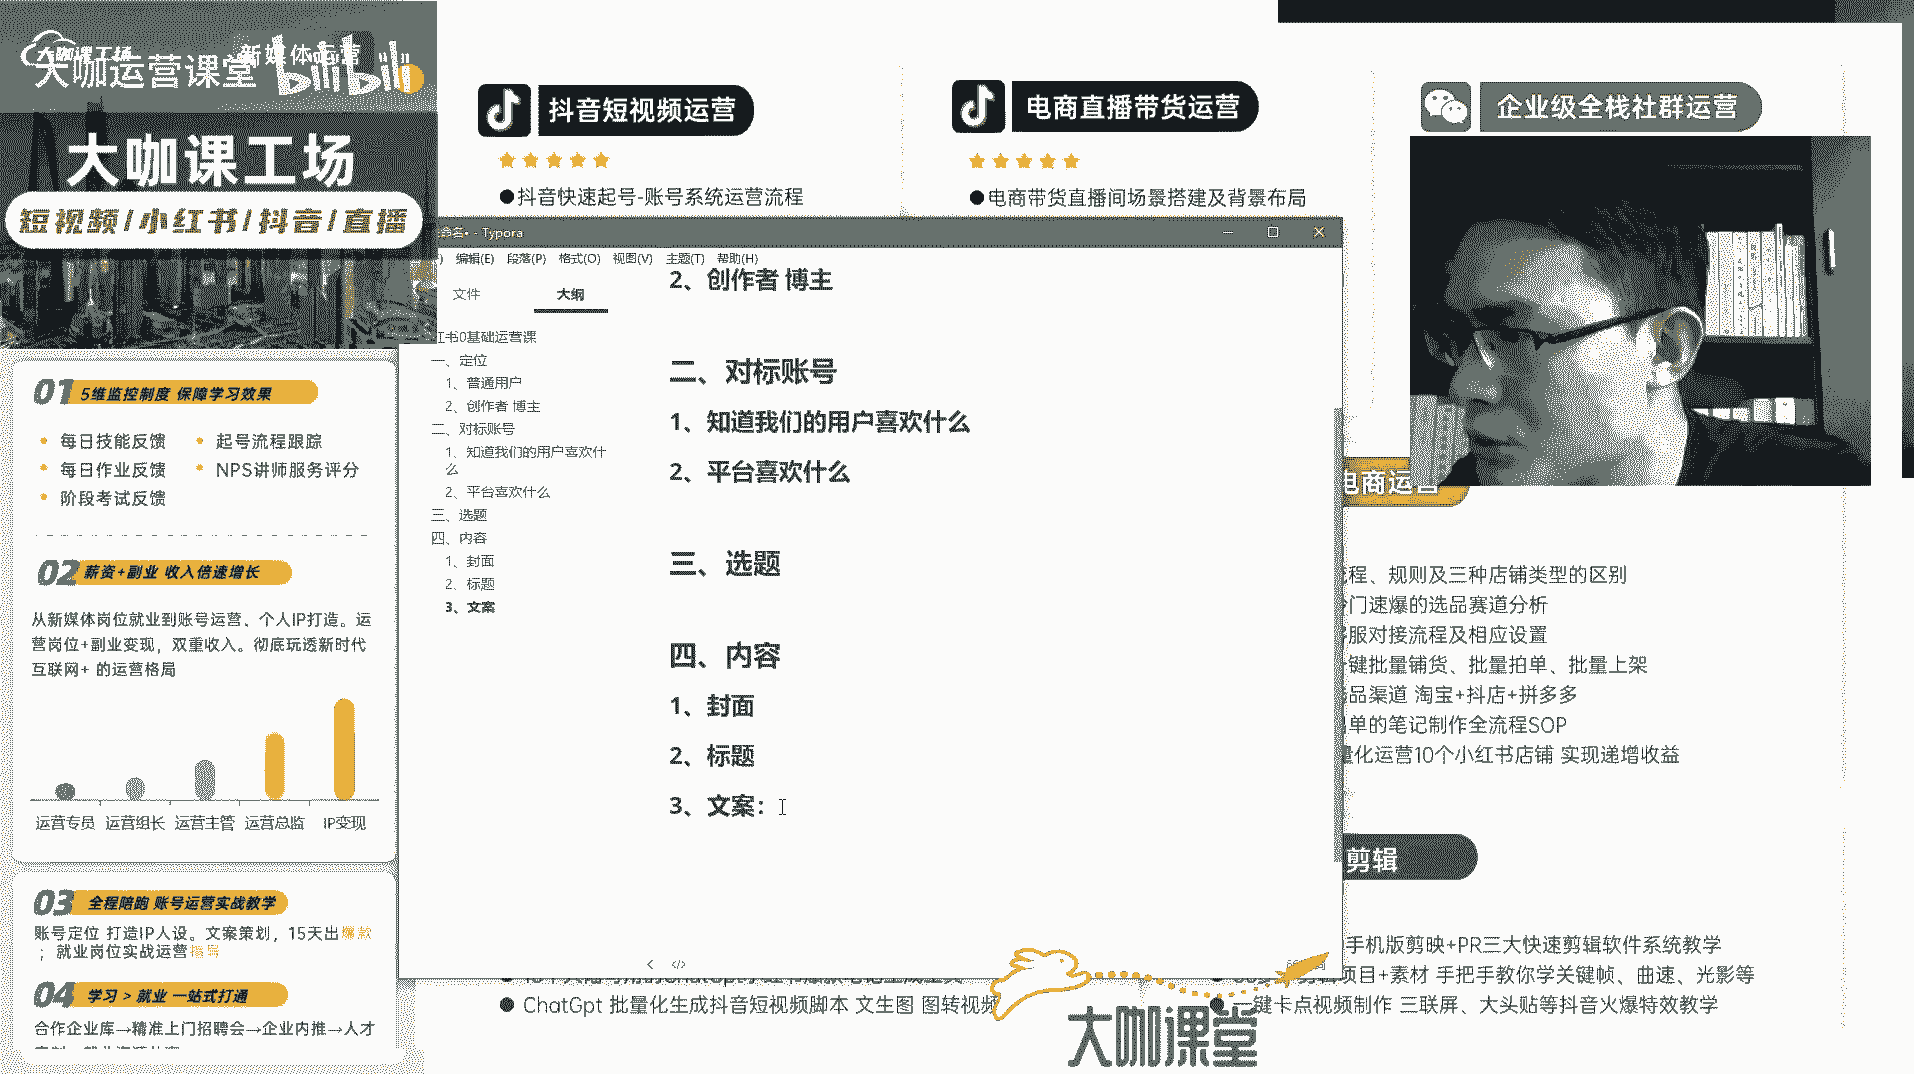 大咖课工场
大咖运营课堂
新媒体运营
bilibili
大咖课工场
短视频/小红书/抖音/直播
01 5维监控制度 保障学习效果
每日技能反馈
起号流程跟踪
每日作业反馈
NPS讲师服务评分
阶段考试反馈
02 薪资+副业 收入倍速增长
从新媒体岗位就业到账号运营、个人IP打造。运
营岗位+副业变现，双重收入。彻底玩透新时代
互联网+ 的运营格局
运营专员 运营组长 运营主管 运营总监 IP变现
03 全程陪跑 账号运营实战教学
账号定位 打造IP人设。文案策划，15天出爆款
；就业岗位实战运营指导
04 学习 > 就业 一站式打通
合作企业库→精准上门招聘会→企业内推→人才
抖音短视频运营
●抖音快速起号-账号系统运营流程
电商直播带货运营
●电商带货直播间场景搭建及背景布局
企业级全栈社群运营
命名• - Typora
编辑(E) 段落(P) 格式(O) 视图(V) 主题(T) 帮助(H)
文件 大纲
红书0基础运营课
一、定位
1、普通用户
2、创作者 博主
二、对标账号
1、知道我们的用户喜欢什
么
2、平台喜欢什么
三、选题
四、内容
1、封面
2、标题
3、文案
2、创作者 博主
二、对标账号
1、知道我们的用户喜欢什么
2、平台喜欢什么
三、选题
四、内容
1、封面
2、标题
3、文案：
电商运营
流程、规则及三种店铺类型的区别
门速爆的选品赛道分析
客服对接流程及相应设置
键批量铺货、批量拍单、批量上架
品渠道 淘宝+抖店+拼多多
出单的笔记制作全流程SOP
量化运营10个小红书店铺 实现递增收益
剪辑
手机版剪映+PR三大快速剪辑软件系统教学
项目+素材 手把手教你学关键帧、曲速、光影等
一键卡点视频制作 三联屏、大头贴等抖音火爆特效教学
● ChatGpt 批量化生成抖音短视频脚本 文生图 图转视频
大咖课堂